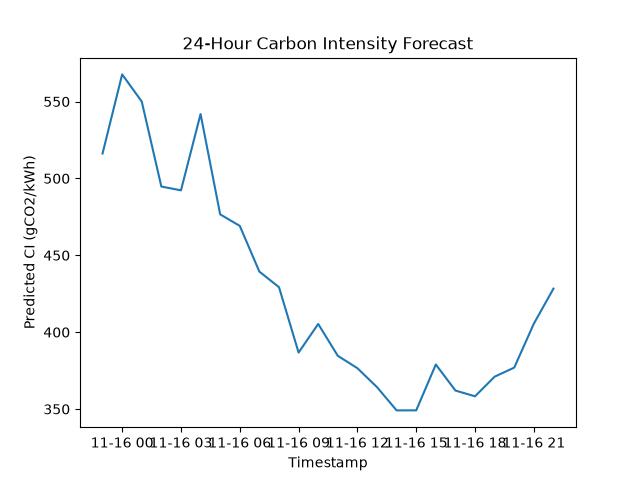 24-Hour Carbon Intensity Forecast
Predicted CI (gCO2/kWh)
550
500
450
400
350
11-16 00 11-16 03 11-16 06 11-16 09 11-16 12 11-16 15 11-16 18 11-16 21
Timestamp